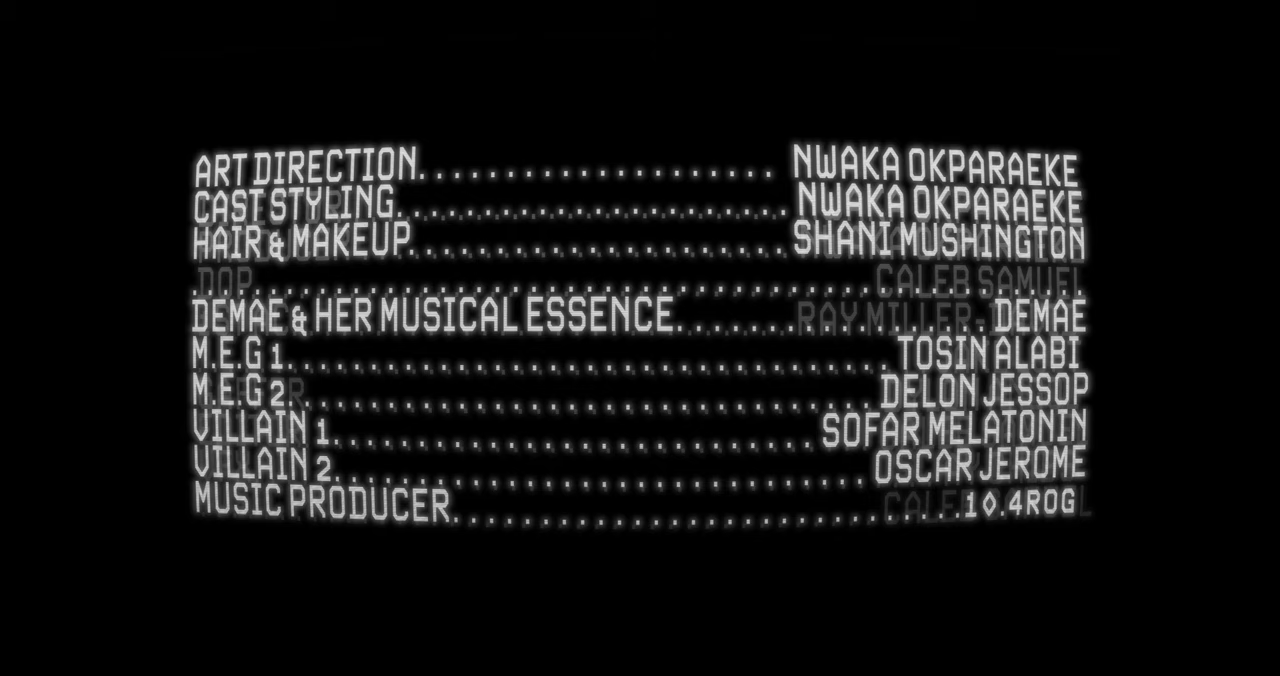 ART DIRECTION.................... NWAKA OKPARAEKE
CAST STYLING...................... NWAKA OKPARAEKE
HAIR & MAKEUP.....................SHANI MUSHINGTON
DOP....................................CALEB SAMUEL
DEMAE & HER MUSICAL ESSENCE..................DEMAE
M.E.G 1..................................TOSIN ALABI
M.E.G 2..................................DELON JESSOP
VILLAIN 1...........................SOFAR MELATONIN
VILLAIN 2..............................OSCAR JEROME
MUSIC PRODUCER.............................10.4ROG